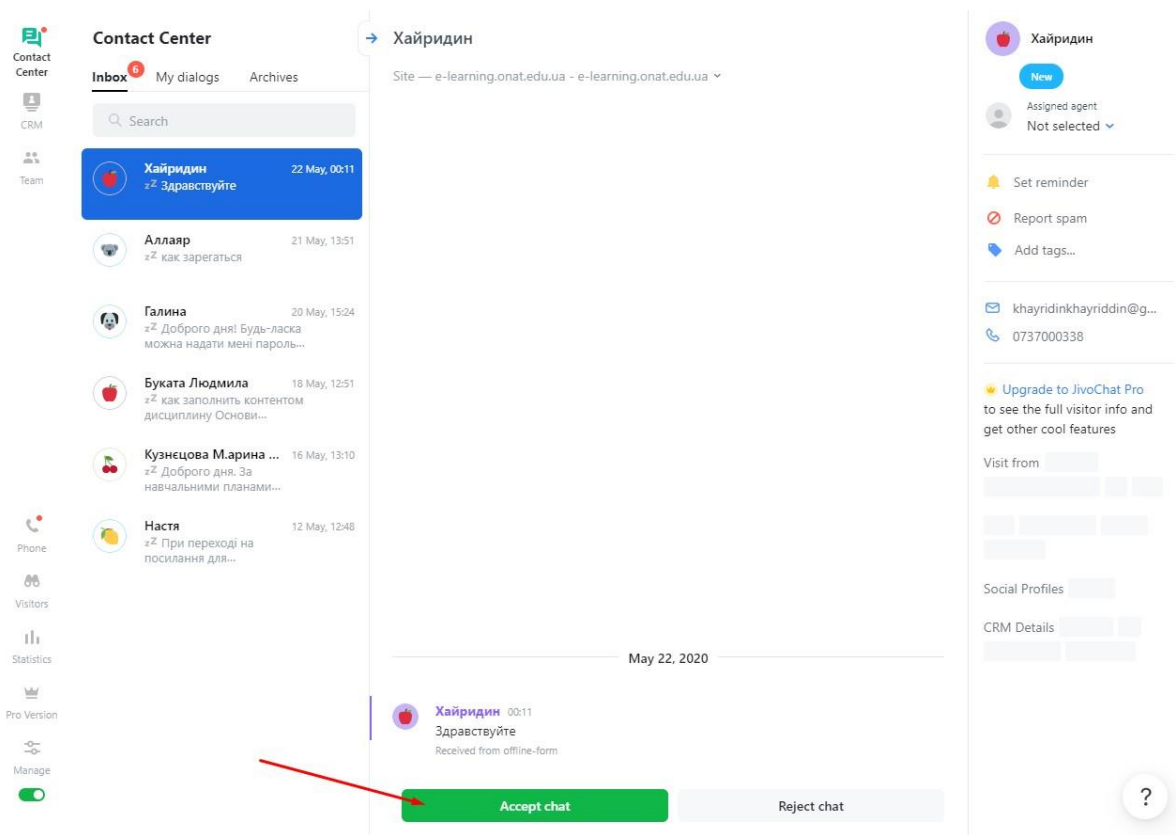 Contact
Center
CRM
Team
Phone
Visitors
Statistics
Pro Version
Manage
Contact Center
Inbox 6 My dialogs Archives
Search
Хайридин 22 May, 00:11
zZ Здравствуйте
Аллаяр 21 May, 13:51
zZ как зарегаться
Галина 20 May, 15:24
zZ Доброго дня! Будь-ласка
можна надати мені пароль...
Буката Людмила 18 May, 12:51
zZ как заполнить контентом
дисциплину Основи...
Кузнєцова М.арина ... 16 May, 13:10
zZ Доброго дня. За
навчальними планами...
Настя 12 May, 12:48
zZ При переході на
посилання для...
Хайридин
Site — e-learning.onat.edu.ua - e-learning.onat.edu.ua
May 22, 2020
Хайридин 00:11
Здравствуйте
Received from offline-form
Accept chat
Reject chat
Хайридин
New
Assigned agent
Not selected
Set reminder
Report spam
Add tags...
khayridinkhayriddin@g...
0737000338
Upgrade to JivoChat Pro
to see the full visitor info and
get other cool features
Visit from
Social Profiles
CRM Details
?